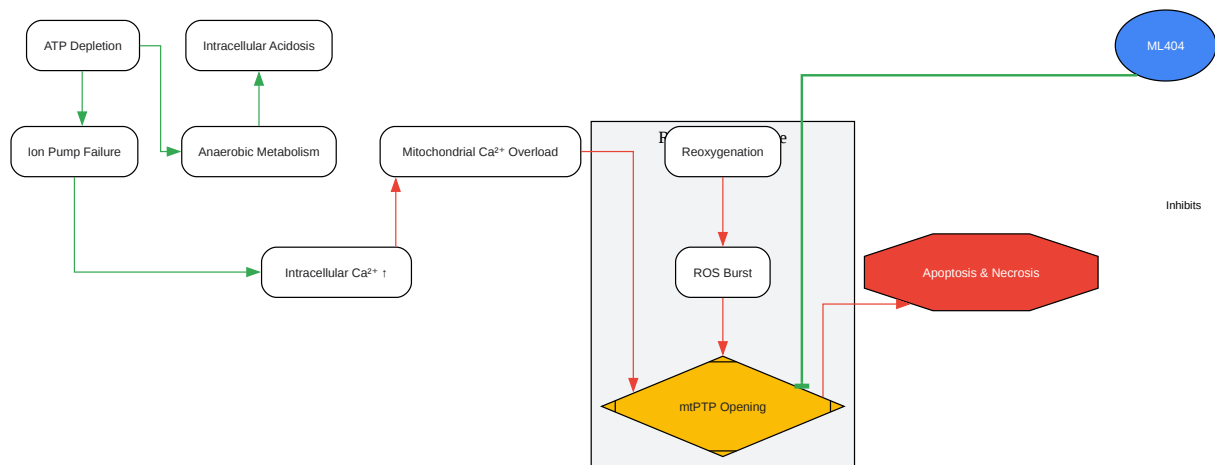 ML404
ATP Depletion
Intracellular Acidosis
Ion Pump Failure
Anaerobic Metabolism
Mitochondrial Ca²⁺ Overload
Reoxygenation
Inhibits
Intracellular Ca²⁺ ↑
ROS Burst
Apoptosis & Necrosis
mtPTP Opening